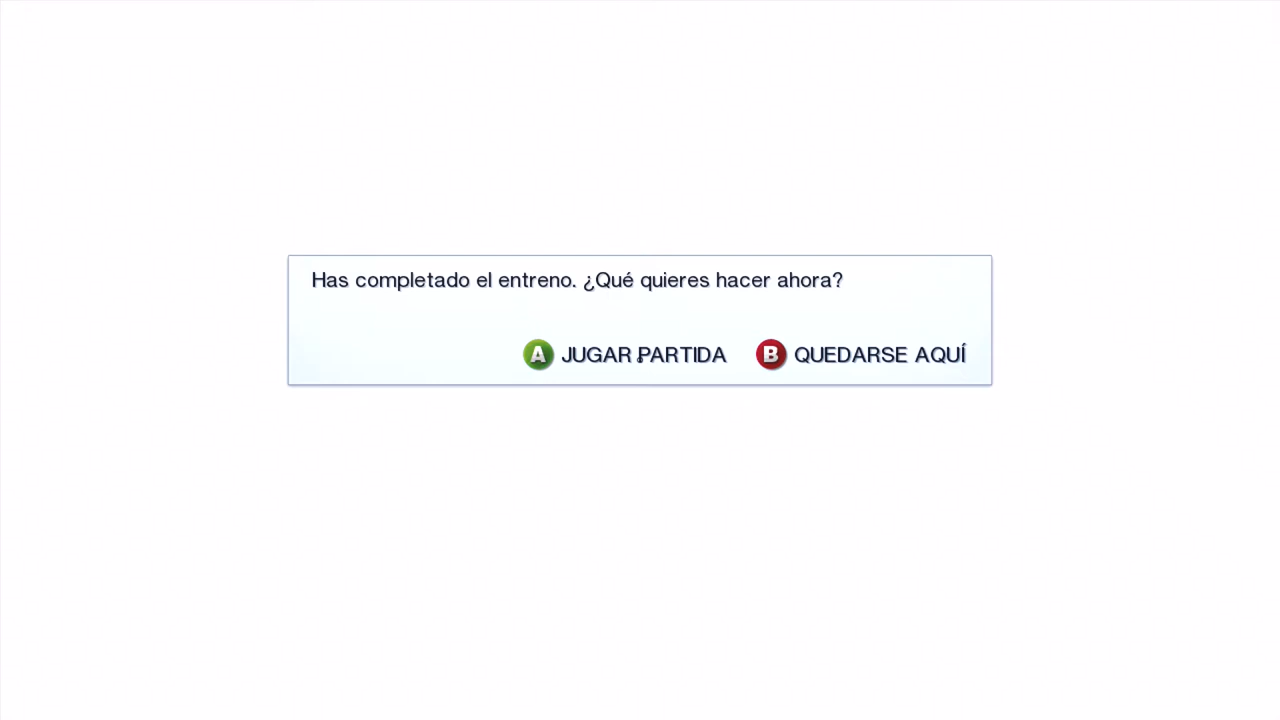 Has completado el entreno. ¿Qué quieres hacer ahora?
A JUGAR PARTIDA B QUEDARSE AQUÍ